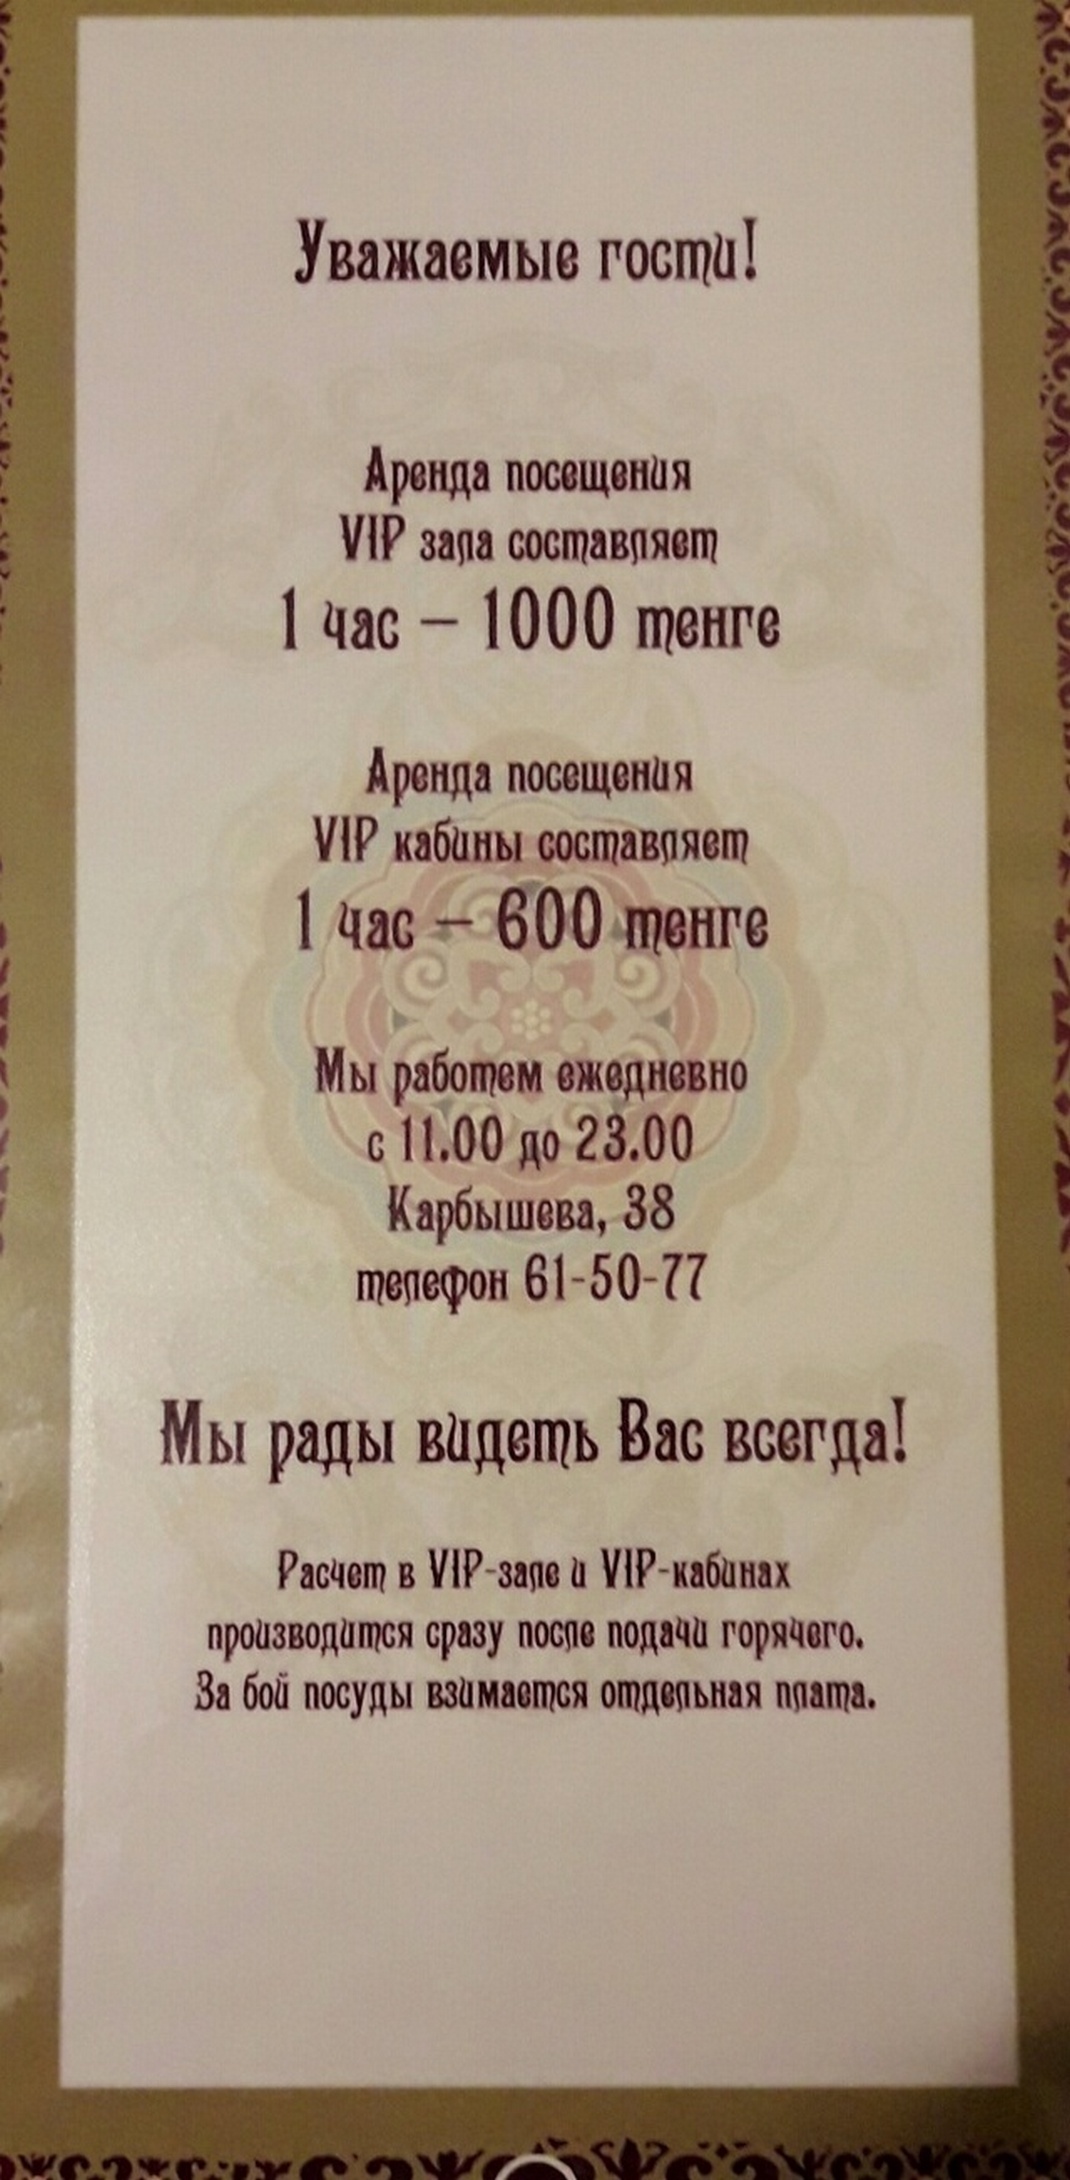 Уважаемые гости!
Аренда посещения
VIP зала составляет
1 час – 1000 тенге
Аренда посещения
VIP кабины составляет
1 час – 600 тенге
Мы работем ежедневно
с 11.00 до 23.00
Карбышева, 38
телефон 61-50-77
Мы рады видеть Вас всегда!
Расчет в VIP-зале и VIP-кабинах
производится сразу после подачи горячего.
За бой посуды взимается отдельная плата.